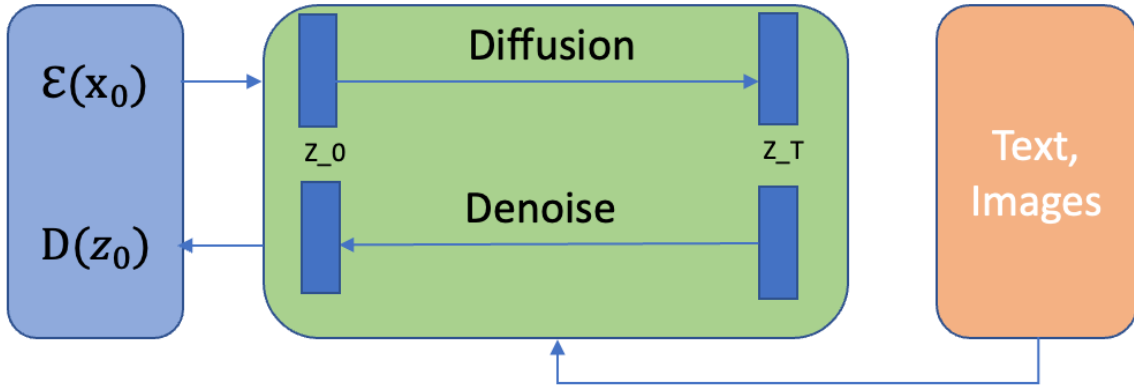 Ɛ(x₀)
D(z₀)
Diffusion
Z_0
Z_T
Denoise
Text,
Images